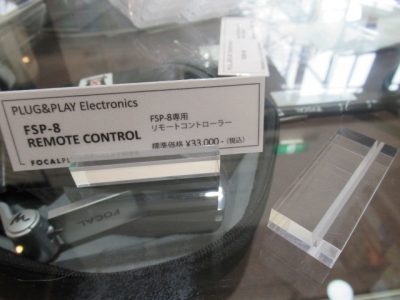 PLUG&PLAY Electronics
FSP-8
REMOTE CONTROL
FSP-8専用
リモートコントローラー
標準価格 ¥33,000-(税込)
FOCAL
FOCAL